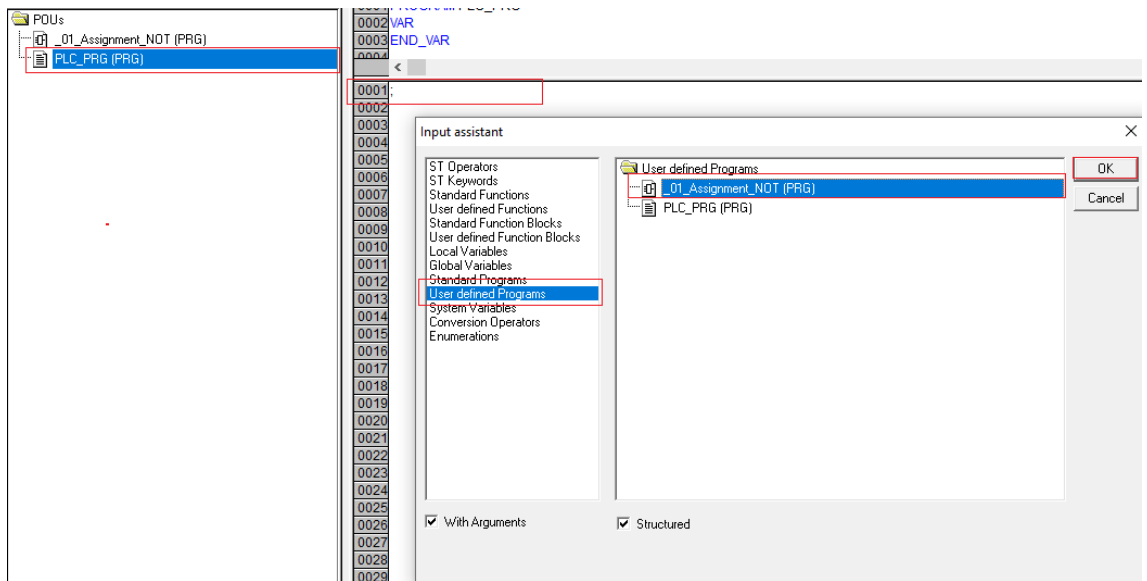 POUs
_01_Assignment_NOT (PRG)
PLC_PRG (PRG)
0002 VAR
0003 END_VAR
0004
<
0001 ;
0002
0003
0004
0005
0006
0007
0008
0009
0010
0011
0012
0013
0014
0015
0016
0017
0018
0019
0020
0021
0022
0023
0024
0025
0026
0027
0028
0029
Input assistant
ST Operators
ST Keywords
Standard Functions
User defined Functions
Standard Function Blocks
User defined Function Blocks
Local Variables
Global Variables
Standard Programs
User defined Programs
System Variables
Conversion Operators
Enumerations
User defined Programs
_01_Assignment_NOT (PRG)
PLC_PRG (PRG)
OK
Cancel
With Arguments
Structured